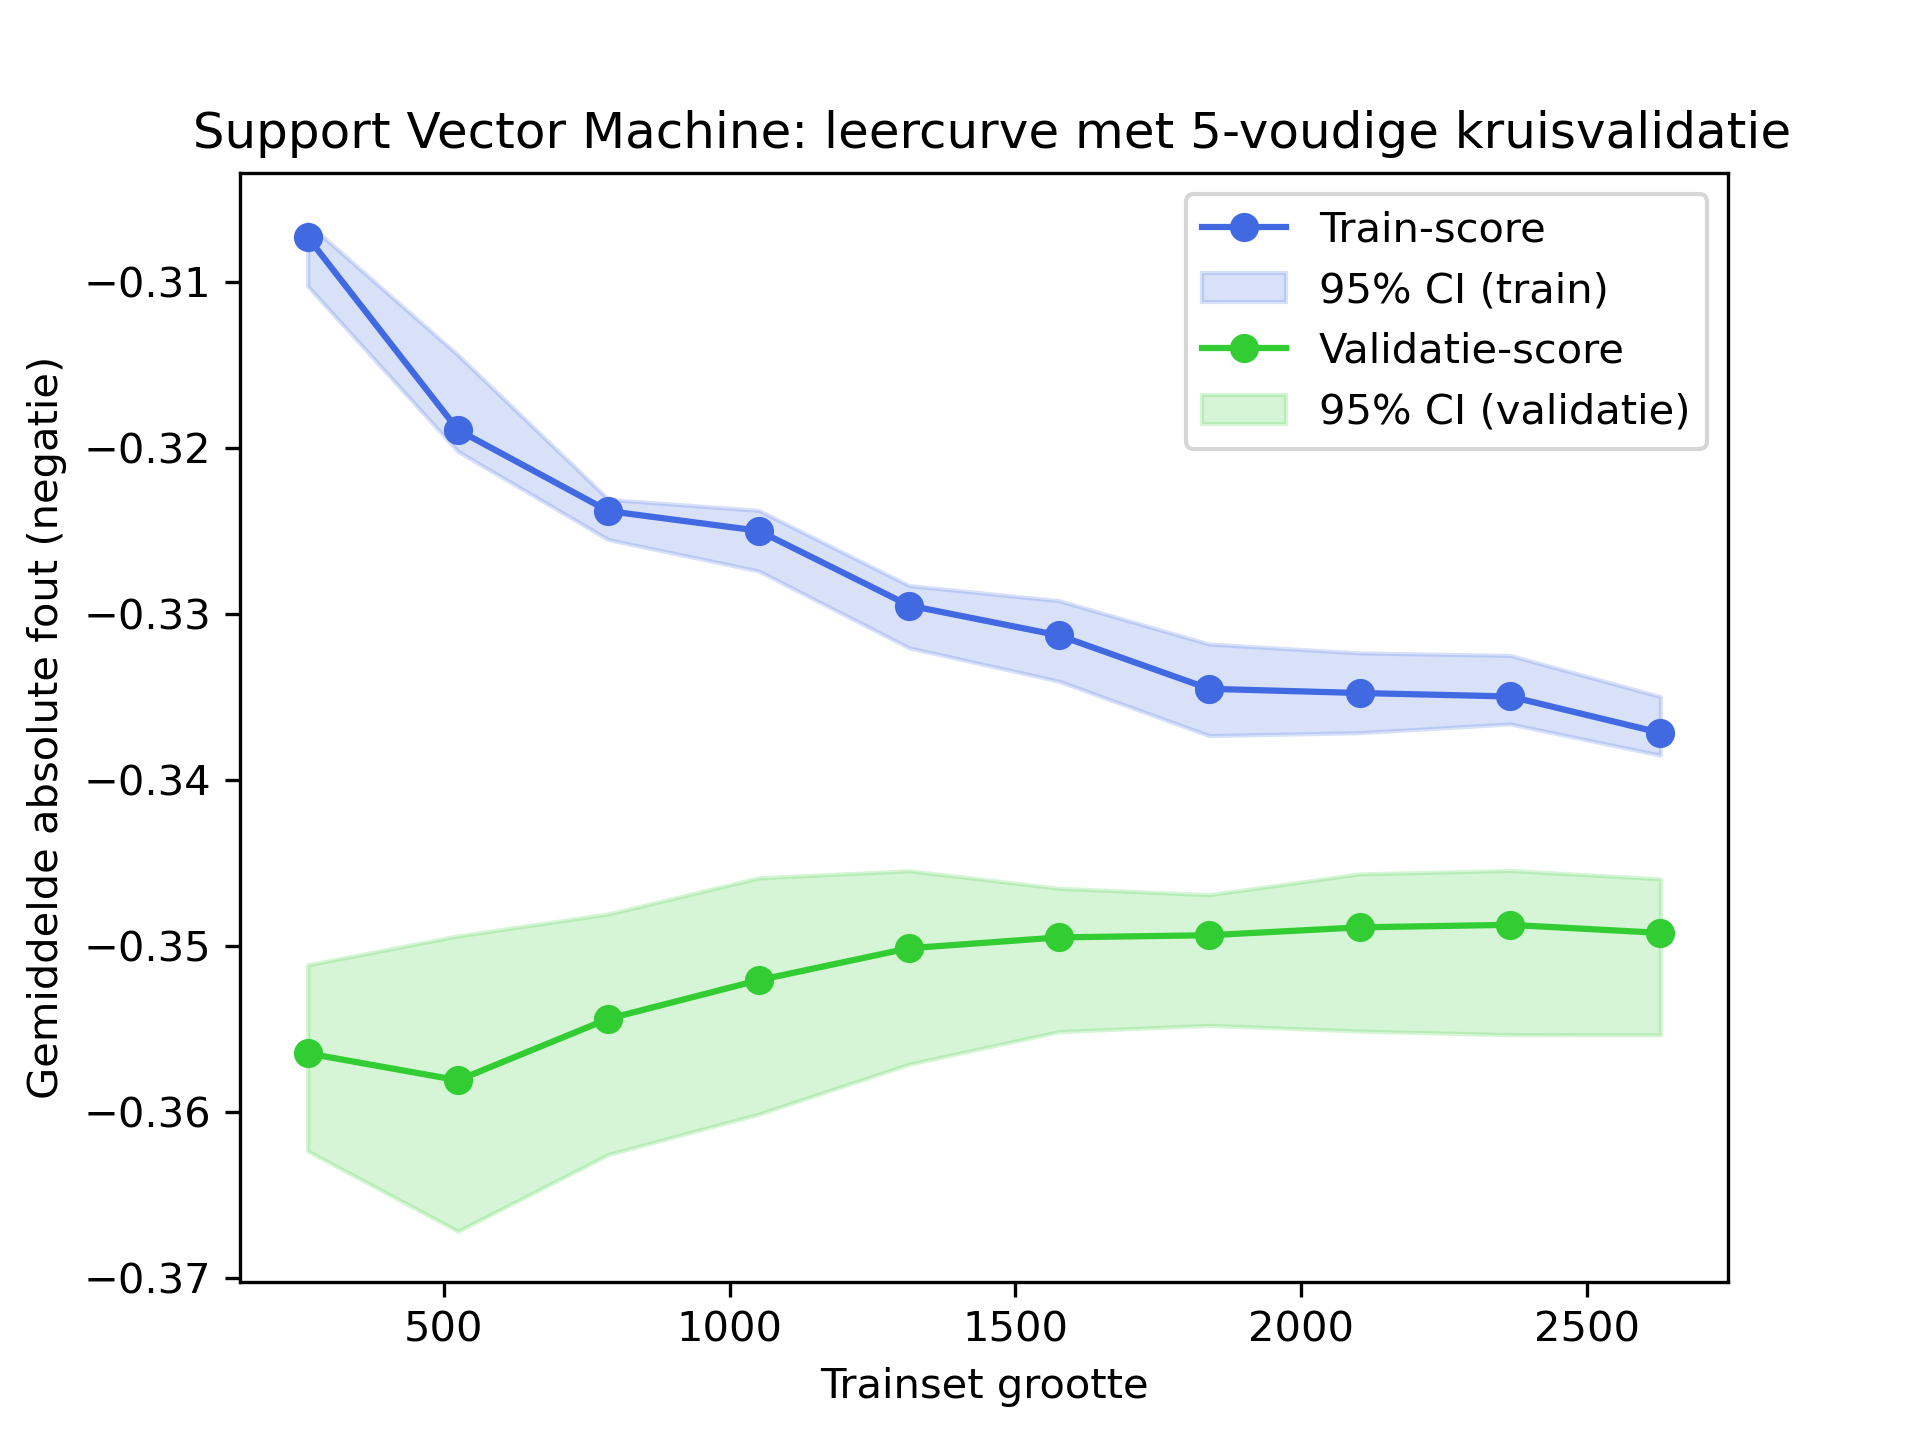 Support Vector Machine: leercurve met 5-voudige kruisvalidatie
Train-score
95% CI (train)
Validatie-score
95% CI (validatie)
Gemiddelde absolute fout (negatie)
−0.31
−0.32
−0.33
−0.34
−0.35
−0.36
−0.37
500 1000 1500 2000 2500
Trainset grootte